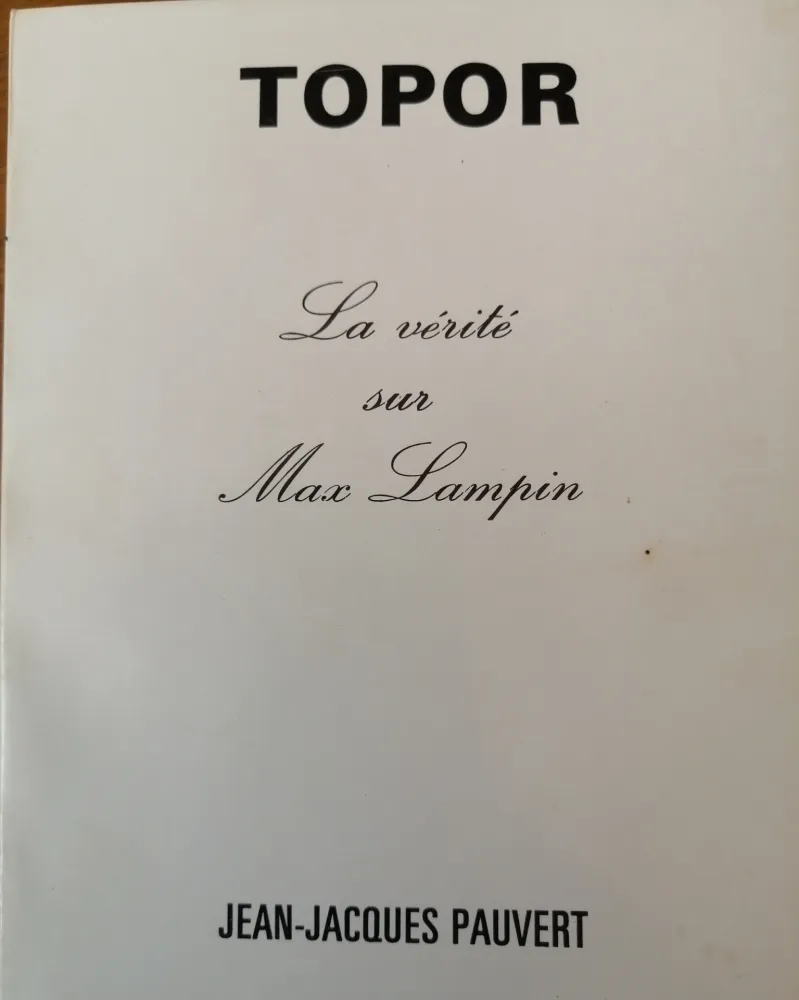 TOPOR
La vérité
sur
Max Lampin
JEAN-JACQUES PAUVERT